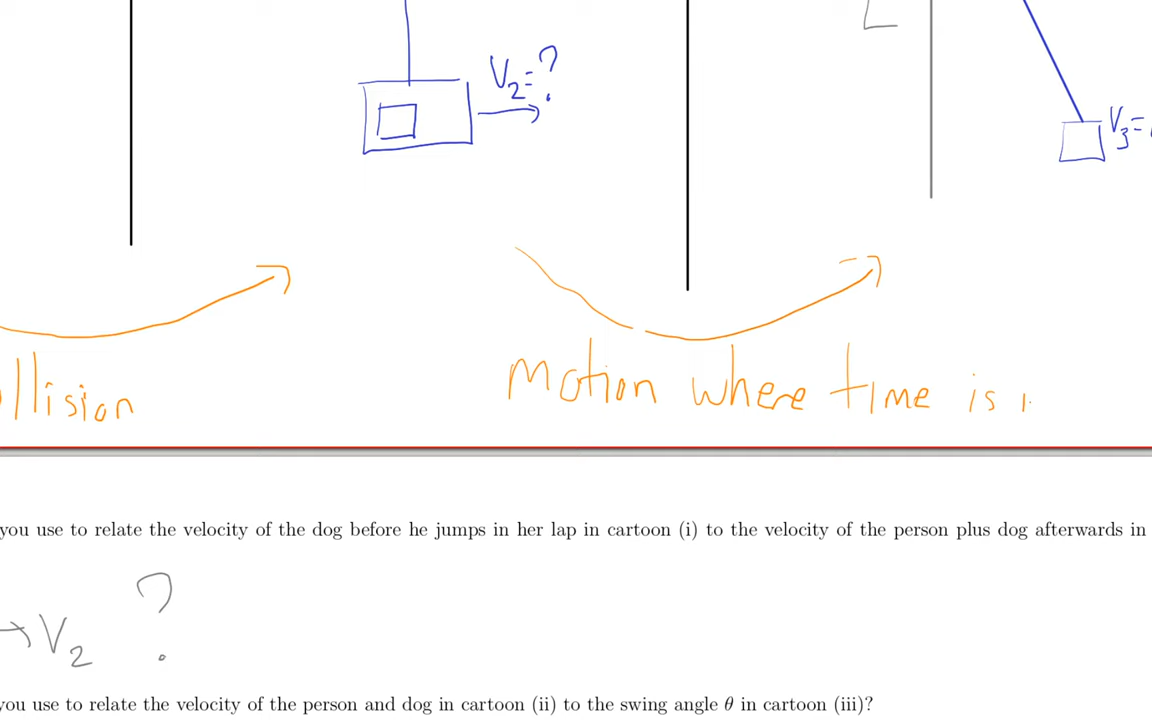 V₂=?
V₃=
llision
motion where time is
you use to relate the velocity of the dog before he jumps in her lap in cartoon (i) to the velocity of the person plus dog afterwards in
→V₂ ?
you use to relate the velocity of the person and dog in cartoon (ii) to the swing angle θ in cartoon (iii)?